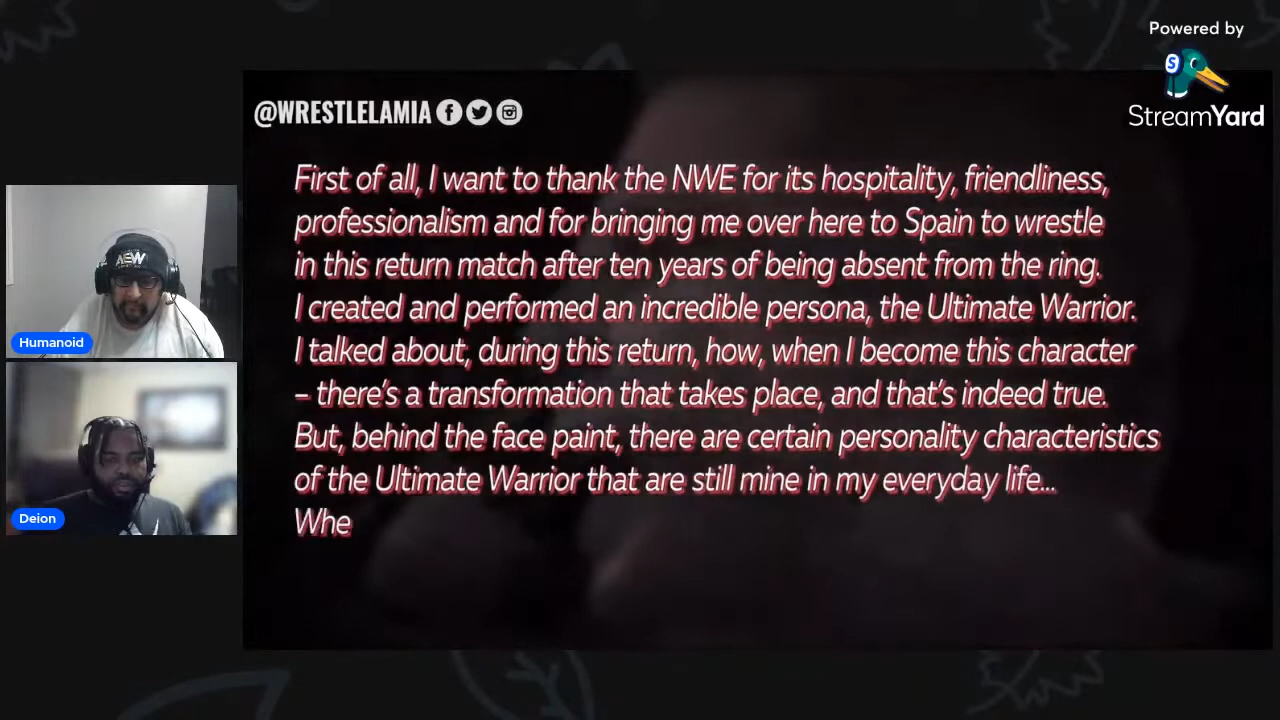 Powered by
StreamYard
@WRESTLELAMIA
First of all, I want to thank the NWE for its hospitality, friendliness,
professionalism and for bringing me over here to Spain to wrestle
in this return match after ten years of being absent from the ring.
I created and performed an incredible persona, the Ultimate Warrior.
I talked about, during this return, how, when I become this character
– there's a transformation that takes place, and that's indeed true.
But, behind the face paint, there are certain personality characteristics
of the Ultimate Warrior that are still mine in my everyday life...
Whe
AEW
Humanoid
Deion